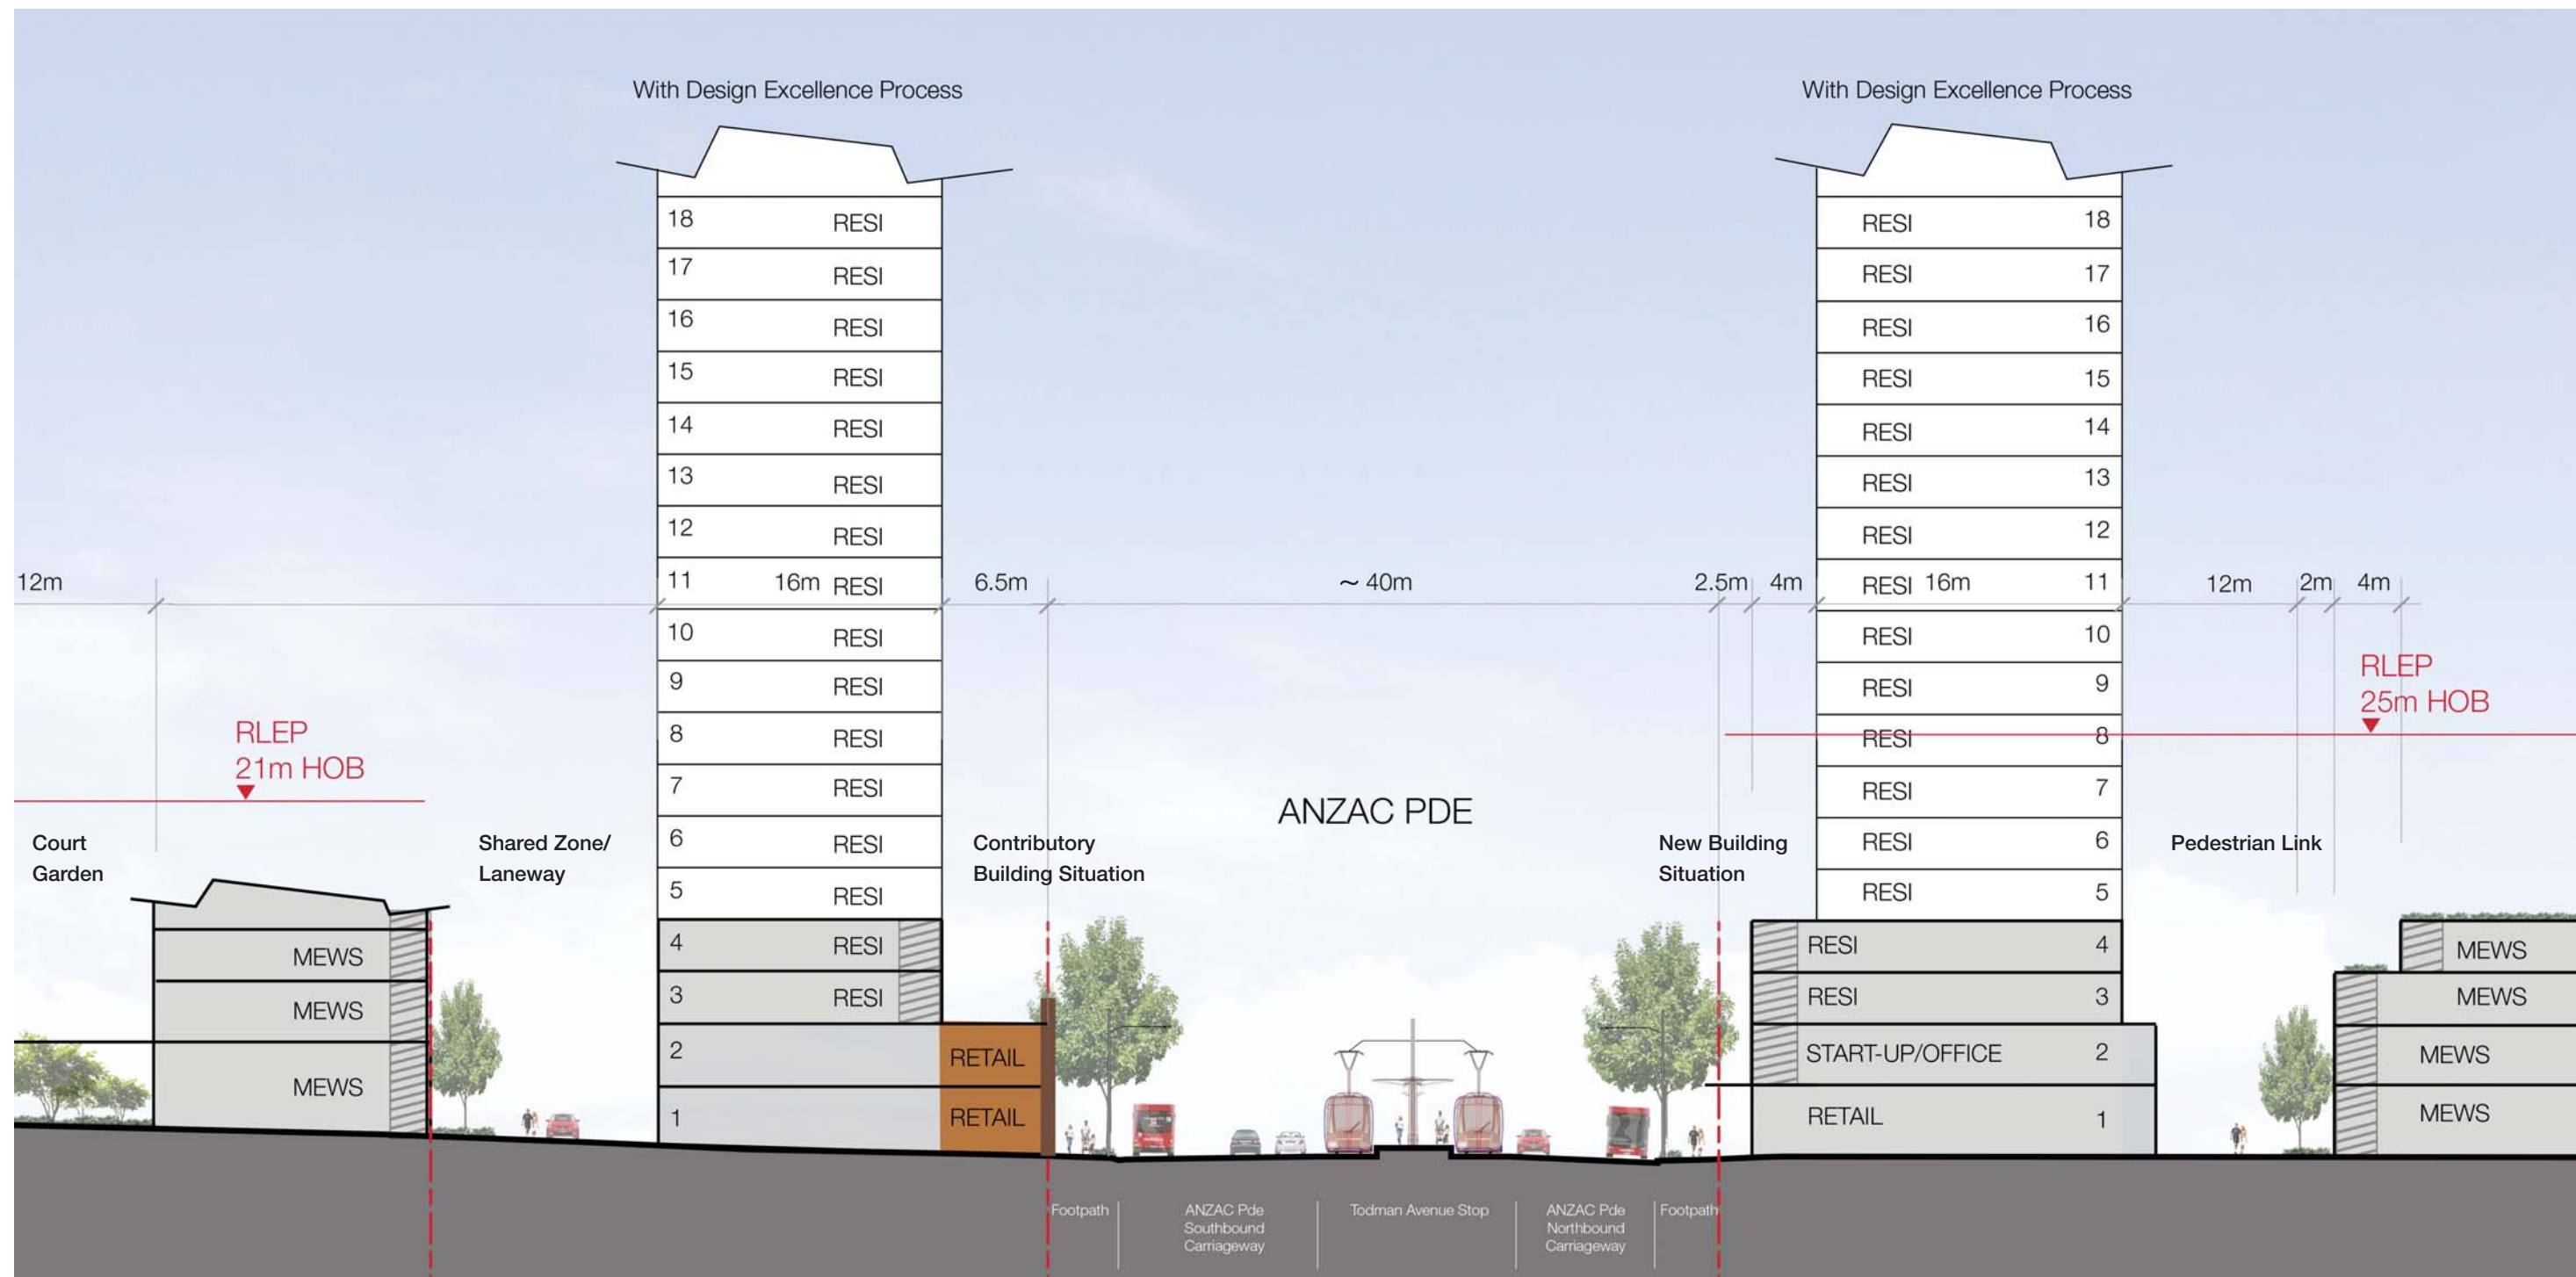 With Design Excellence Process
With Design Excellence Process
18 RESI
17 RESI
16 RESI
15 RESI
14 RESI
13 RESI
12 RESI
11 16m RESI
10 RESI
9 RESI
8 RESI
7 RESI
6 RESI
5 RESI
4 RESI
3 RESI
2 RETAIL
1 RETAIL
RESI 18
RESI 17
RESI 16
RESI 15
RESI 14
RESI 13
RESI 12
RESI 16m 11
RESI 10
RESI 9
RESI 8
RESI 7
RESI 6
RESI 5
RESI 4
RESI 3
START-UP/OFFICE 2
RETAIL 1
12m
6.5m
~ 40m
2.5m
4m
12m
2m
4m
RLEP
21m HOB
RLEP
25m HOB
ANZAC PDE
Court
Garden
Shared Zone/
Laneway
Contributory
Building Situation
New Building
Situation
Pedestrian Link
MEWS
MEWS
MEWS
MEWS
MEWS
MEWS
MEWS
Footpath
ANZAC Pde
Southbound
Carriageway
Todman Avenue Stop
ANZAC Pde
Northbound
Carriageway
Footpath